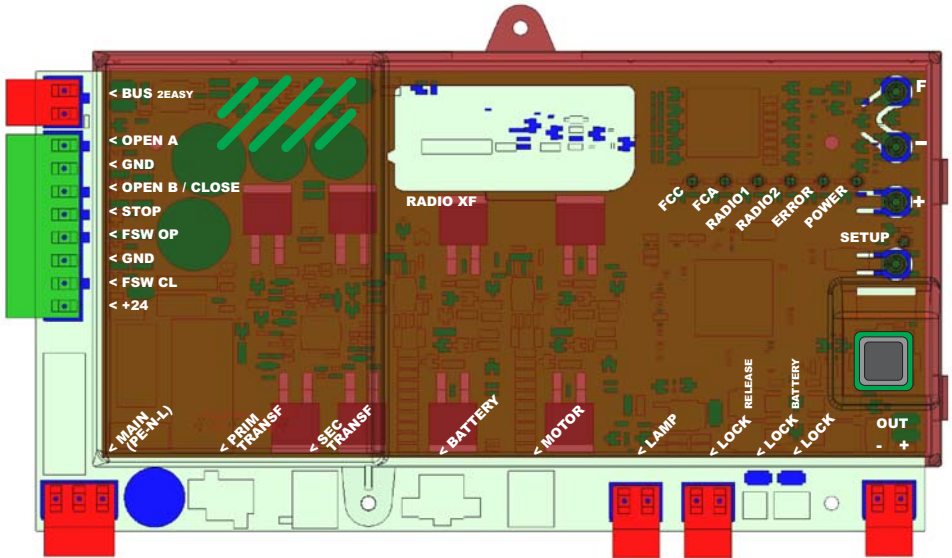 < BUS 2EASY
< OPEN A
< GND
< OPEN B / CLOSE
< STOP
< FSW OP
< GND
< FSW CL
< +24
RADIO XF
FCC
FCA
RADIO1
RADIO2
ERROR
POWER
F
-
+
SETUP
< MAIN
(PE-N-L)
< PRIM
TRANSF
< SEC
TRANSF
< BATTERY
< MOTOR
< LAMP
< LOCK RELEASE
< LOCK BATTERY
< LOCK
OUT
- +